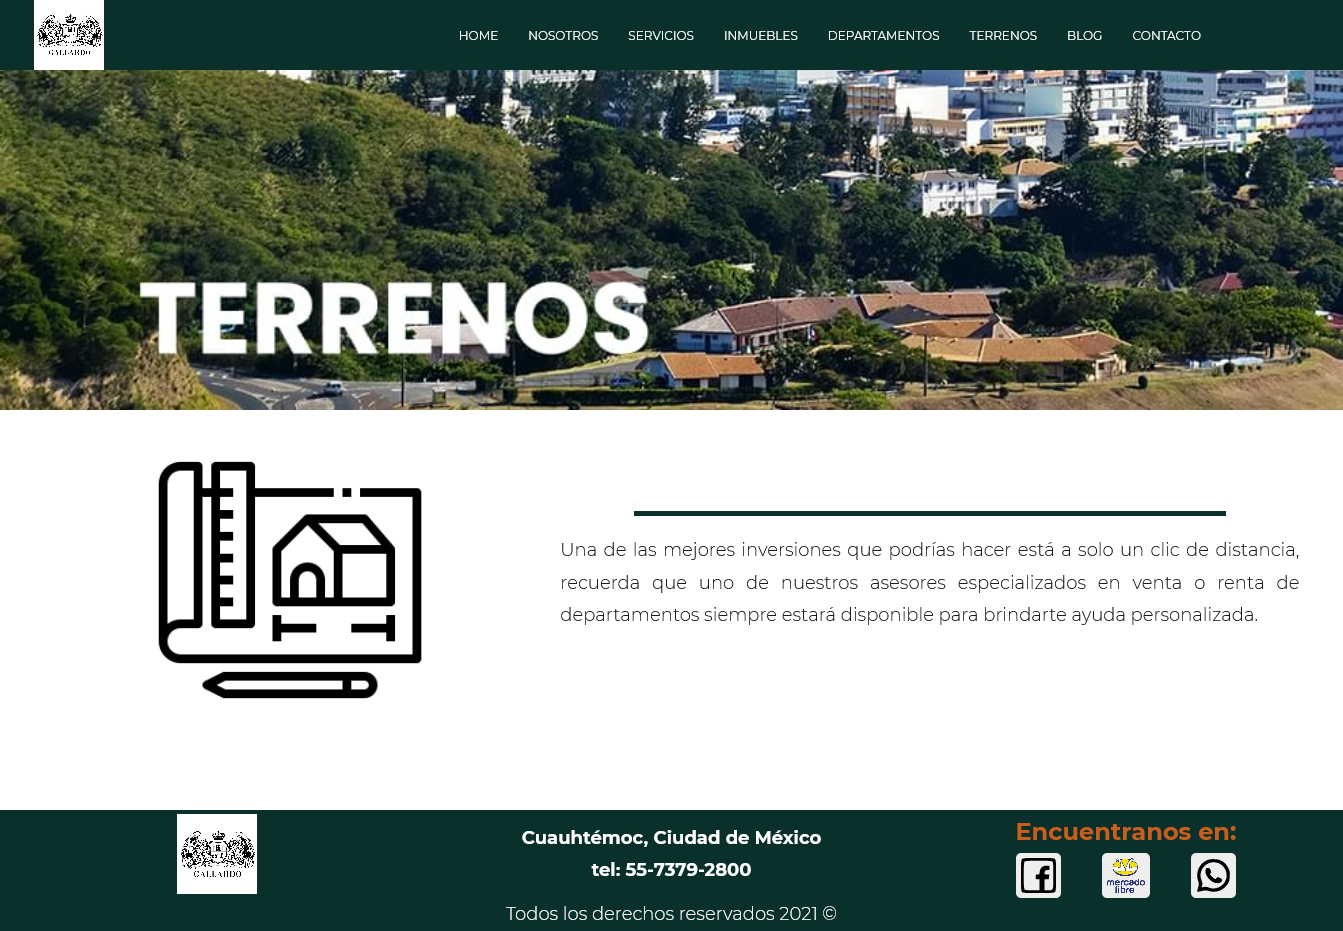 GALLARDO
HOME NOSOTROS SERVICIOS INMUEBLES DEPARTAMENTOS TERRENOS BLOG CONTACTO
TERRENOS
Una de las mejores inversiones que podrías hacer está a solo un clic de distancia,
recuerda que uno de nuestros asesores especializados en venta o renta de
departamentos siempre estará disponible para brindarte ayuda personalizada.
GALLARDO
Cuauhtémoc, Ciudad de México
tel: 55-7379-2800
Todos los derechos reservados 2021 ©
Encuentranos en:
mercado
libre